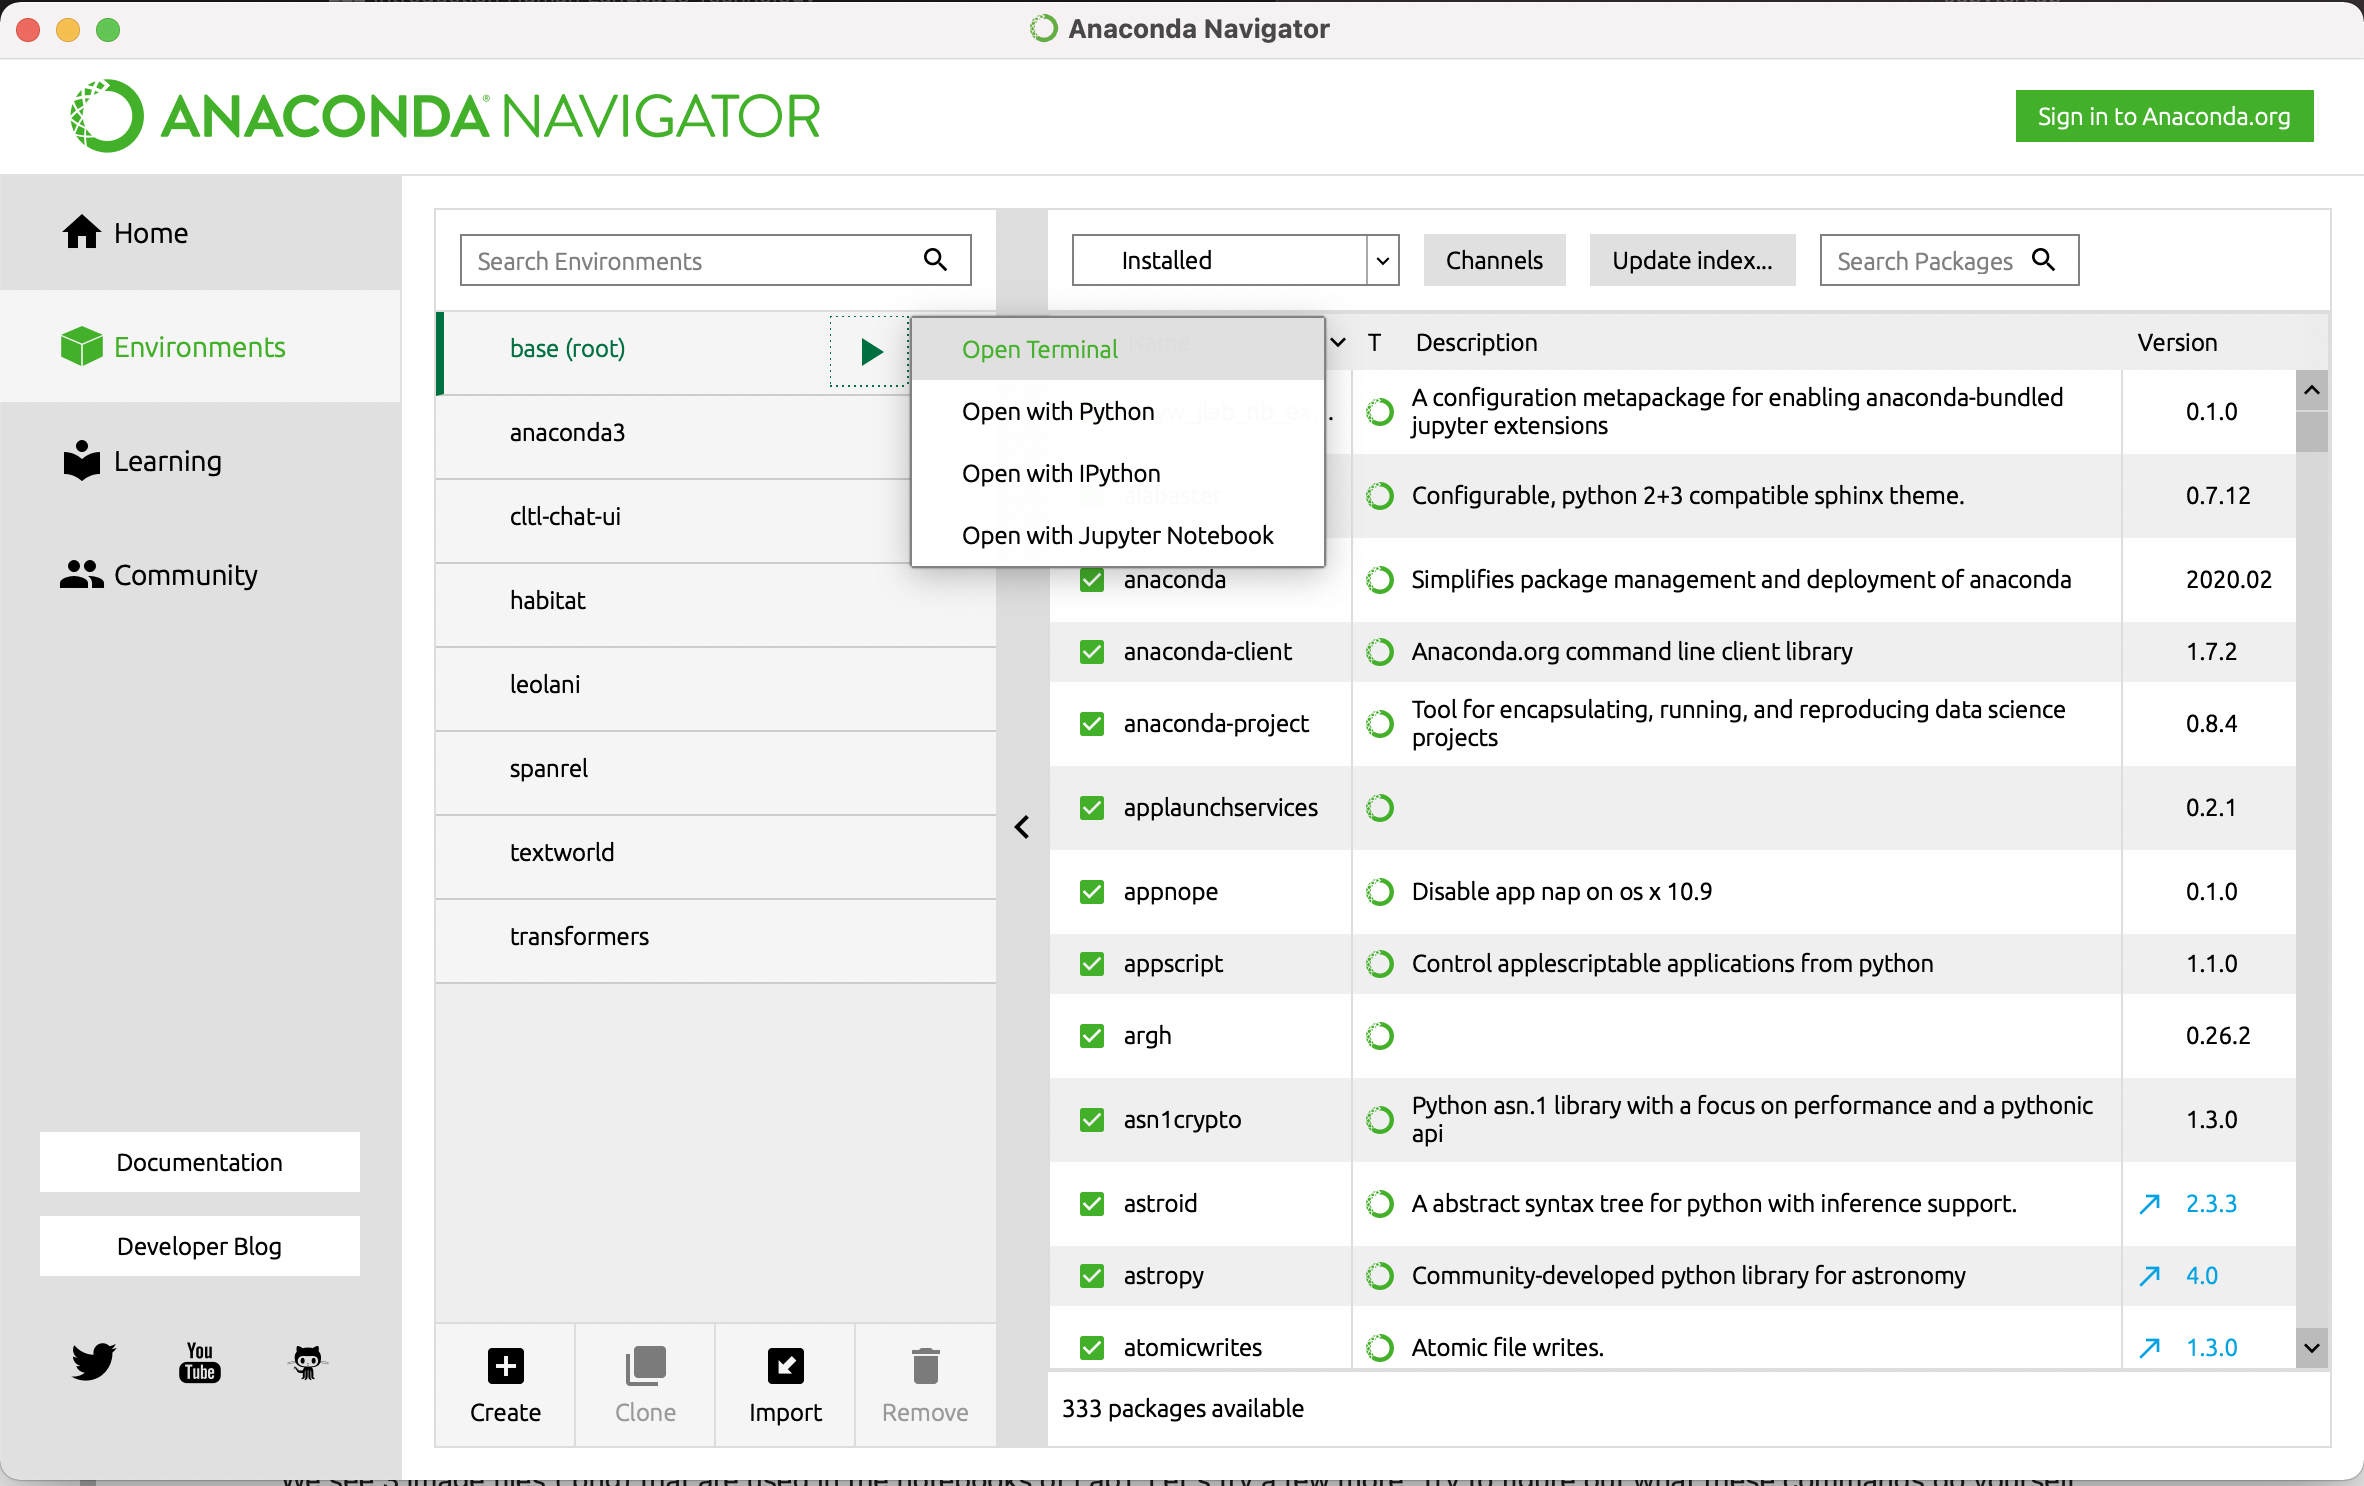 Anaconda Navigator
ANACONDA® NAVIGATOR
Sign in to Anaconda.org
Home
Environments
Learning
Community
Documentation
Developer Blog
You
Tube
Search Environments
base (root)
anaconda3
cltl-chat-ui
habitat
leolani
spanrel
textworld
transformers
Create
Clone
Import
Remove
Open Terminal
Open with Python
Open with IPython
Open with Jupyter Notebook
Installed
Channels
Update index...
Search Packages
Name
T
Description
Version
A configuration metapackage for enabling anaconda-bundled
jupyter extensions
0.1.0
alabaster
Configurable, python 2+3 compatible sphinx theme.
0.7.12
anaconda
Simplifies package management and deployment of anaconda
2020.02
anaconda-client
Anaconda.org command line client library
1.7.2
anaconda-project
Tool for encapsulating, running, and reproducing data science
projects
0.8.4
applaunchservices
0.2.1
appnope
Disable app nap on os x 10.9
0.1.0
appscript
Control applescriptable applications from python
1.1.0
argh
0.26.2
asn1crypto
Python asn.1 library with a focus on performance and a pythonic
api
1.3.0
astroid
A abstract syntax tree for python with inference support.
2.3.3
astropy
Community-developed python library for astronomy
4.0
atomicwrites
Atomic file writes.
1.3.0
333 packages available